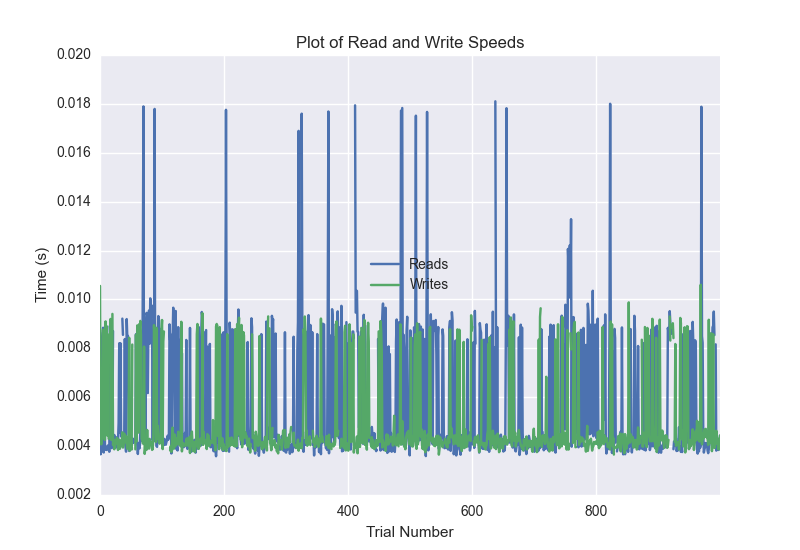 Plot of Read and Write Speeds
0.020
0.018
0.016
0.014
0.012
0.010
0.008
0.006
0.004
0.002
Time (s)
Reads
Writes
0 200 400 600 800
Trial Number